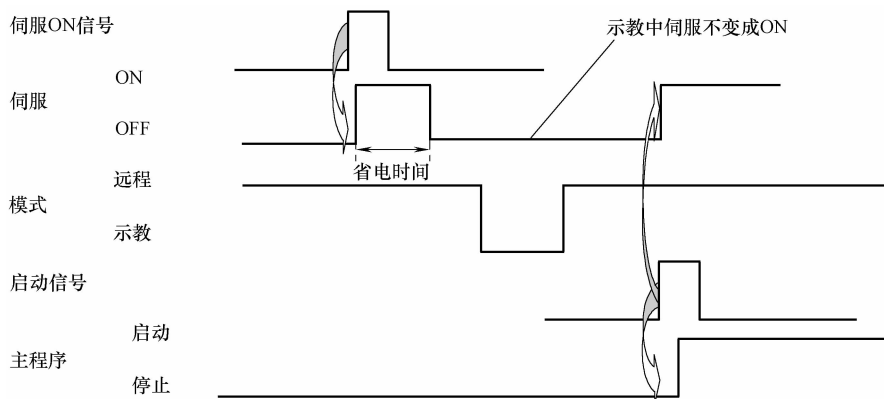 伺服ON信号
示教中伺服不变成ON
ON
伺服
OFF
省电时间
远程
模式
示教
启动信号
启动
主程序
停止